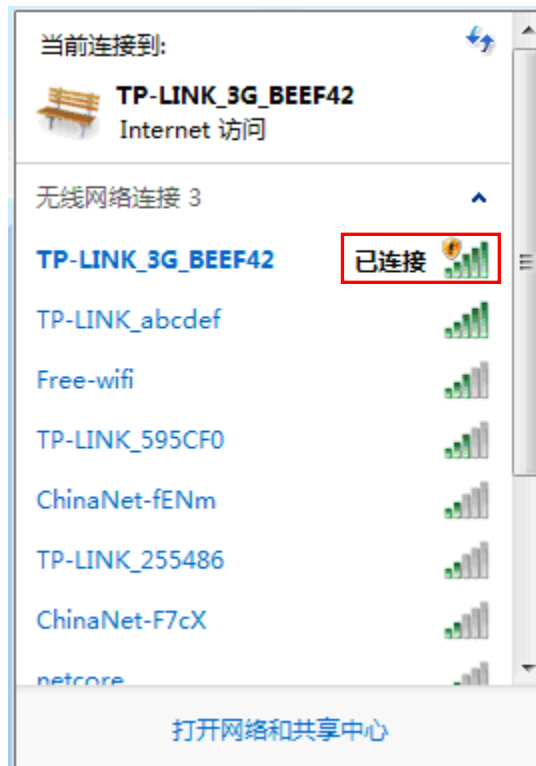 当前连接到:
TP-LINK_3G_BEEF42
Internet 访问
无线网络连接 3
TP-LINK_3G_BEEF42 已连接
TP-LINK_abcdef
Free-wifi
TP-LINK_595CF0
ChinaNet-fENm
TP-LINK_255486
ChinaNet-F7cX
netcore
打开网络和共享中心